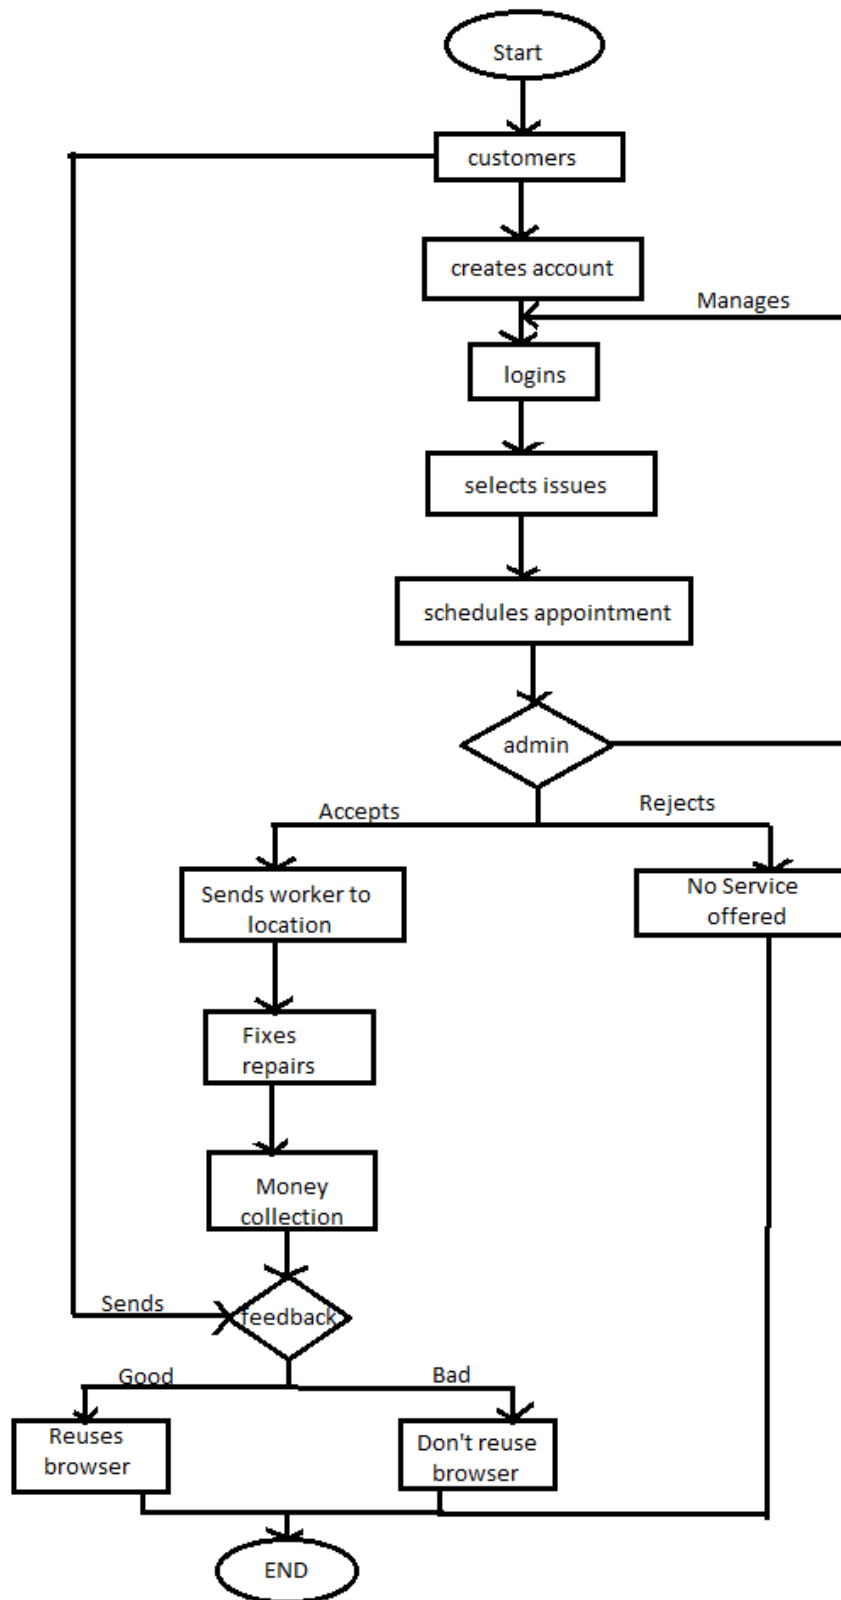 Start
customers
creates account
Manages
logins
selects issues
schedules appointment
admin
Accepts
Rejects
Sends worker to
location
No Service
offered
Fixes
repairs
Money
collection
Sends
feedback
Good
Bad
Reuses
browser
Don't reuse
browser
END